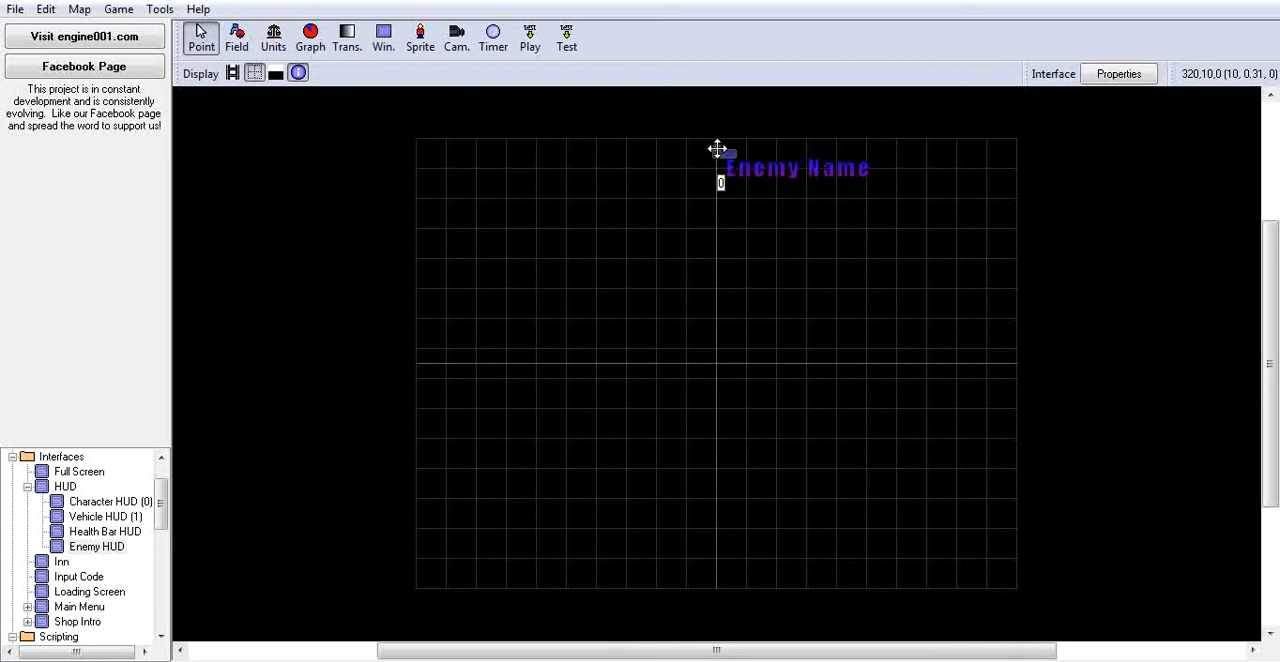 File Edit Map Game Tools Help
Visit engine001.com
Facebook Page
This project is in constant
development and is consistently
evolving. Like our Facebook page
and spread the word to support us!
Point Field Units Graph Trans. Win. Sprite Cam. Timer Play Test
Display
Interface Properties 320,10,0 (10, 0.31, 0)
Enemy Name
0
Interfaces
Full Screen
HUD
Character HUD (0)
Vehicle HUD (1)
Health Bar HUD
Enemy HUD
Inn
Input Code
Loading Screen
Main Menu
Shop Intro
Scripting